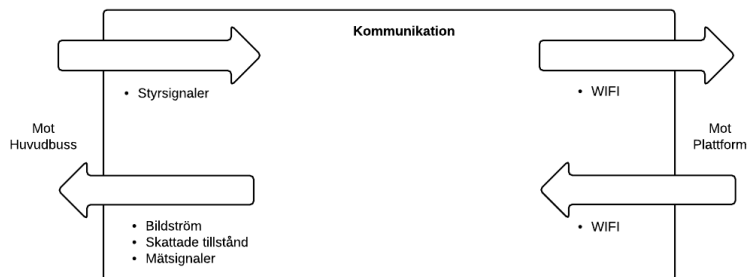 Kommunikation
• Styrsignaler
• WIFI
Mot
Huvudbuss
Mot
Plattform
• Bildström
• Skattade tillstånd
• Mätsignaler
• WIFI